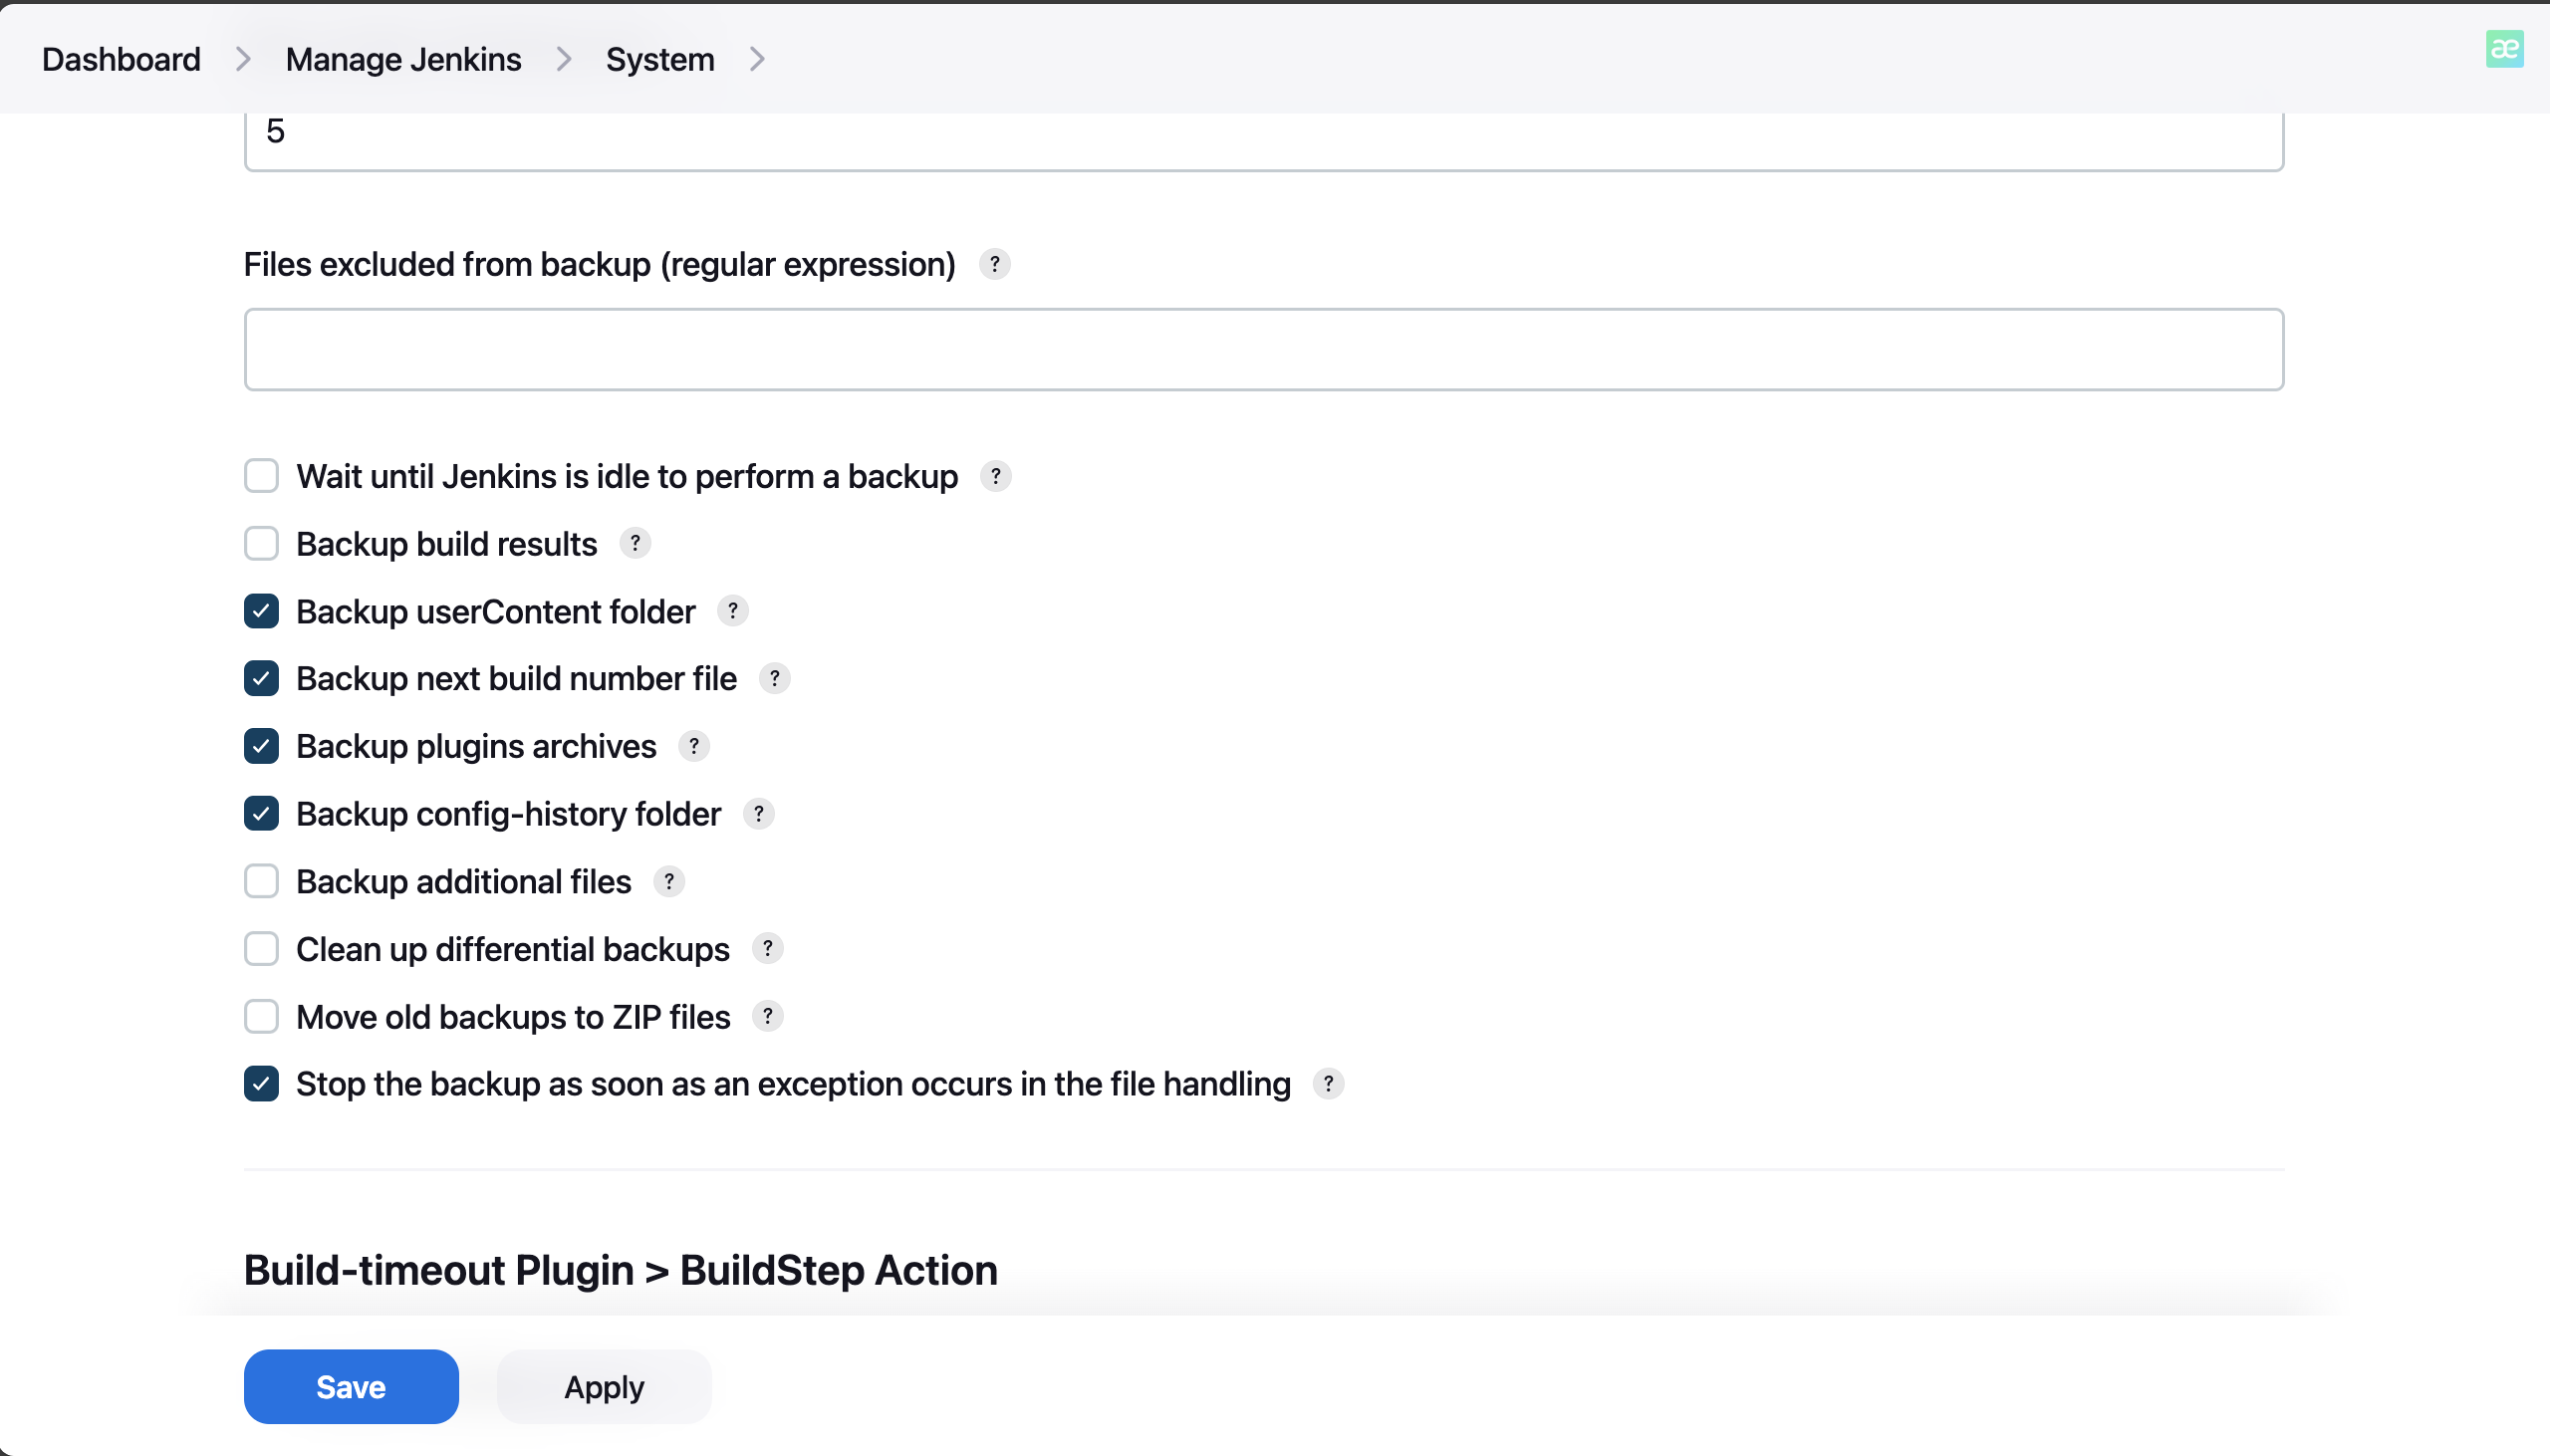 Dashboard > Manage Jenkins > System >
æ
5
Files excluded from backup (regular expression) ?
Wait until Jenkins is idle to perform a backup ?
Backup build results ?
Backup userContent folder ?
Backup next build number file ?
Backup plugins archives ?
Backup config-history folder ?
Backup additional files ?
Clean up differential backups ?
Move old backups to ZIP files ?
Stop the backup as soon as an exception occurs in the file handling ?
Build-timeout Plugin > BuildStep Action
Save Apply